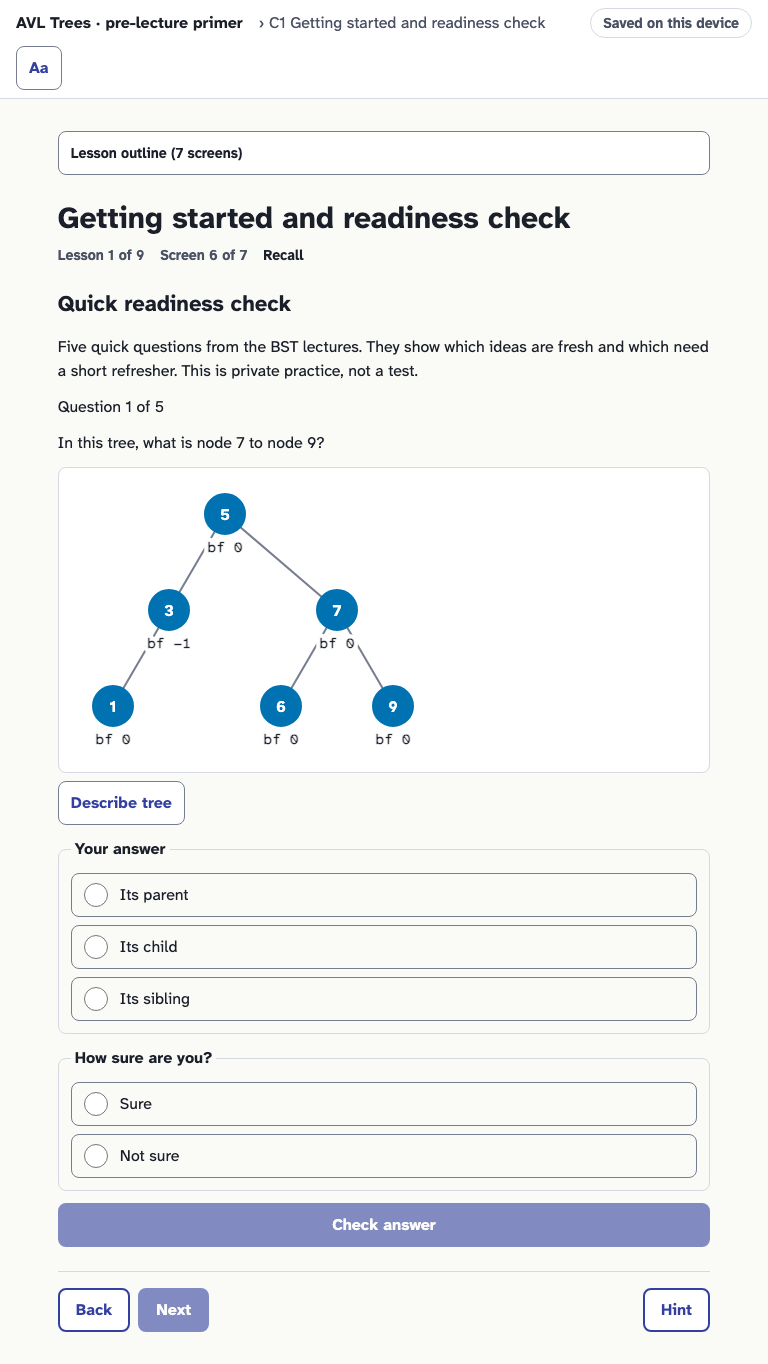 AVL Trees · pre-lecture primer › C1 Getting started and readiness check Saved on this device
Aa
Lesson outline (7 screens)
Getting started and readiness check
Lesson 1 of 9 Screen 6 of 7 Recall
Quick readiness check
Five quick questions from the BST lectures. They show which ideas are fresh and which need
a short refresher. This is private practice, not a test.
Question 1 of 5
In this tree, what is node 7 to node 9?
5
bf 0
3 7
bf −1 bf 0
1 6 9
bf 0 bf 0 bf 0
Describe tree
Your answer
Its parent
Its child
Its sibling
How sure are you?
Sure
Not sure
Check answer
Back Next Hint